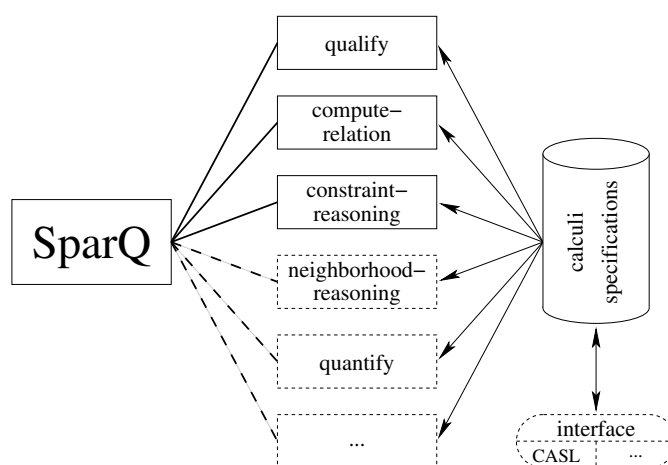 qualify
compute–
relation
constraint–
reasoning
SparQ
neighborhood–
reasoning
quantify
...
calculi
specifications
interface
CASL
...